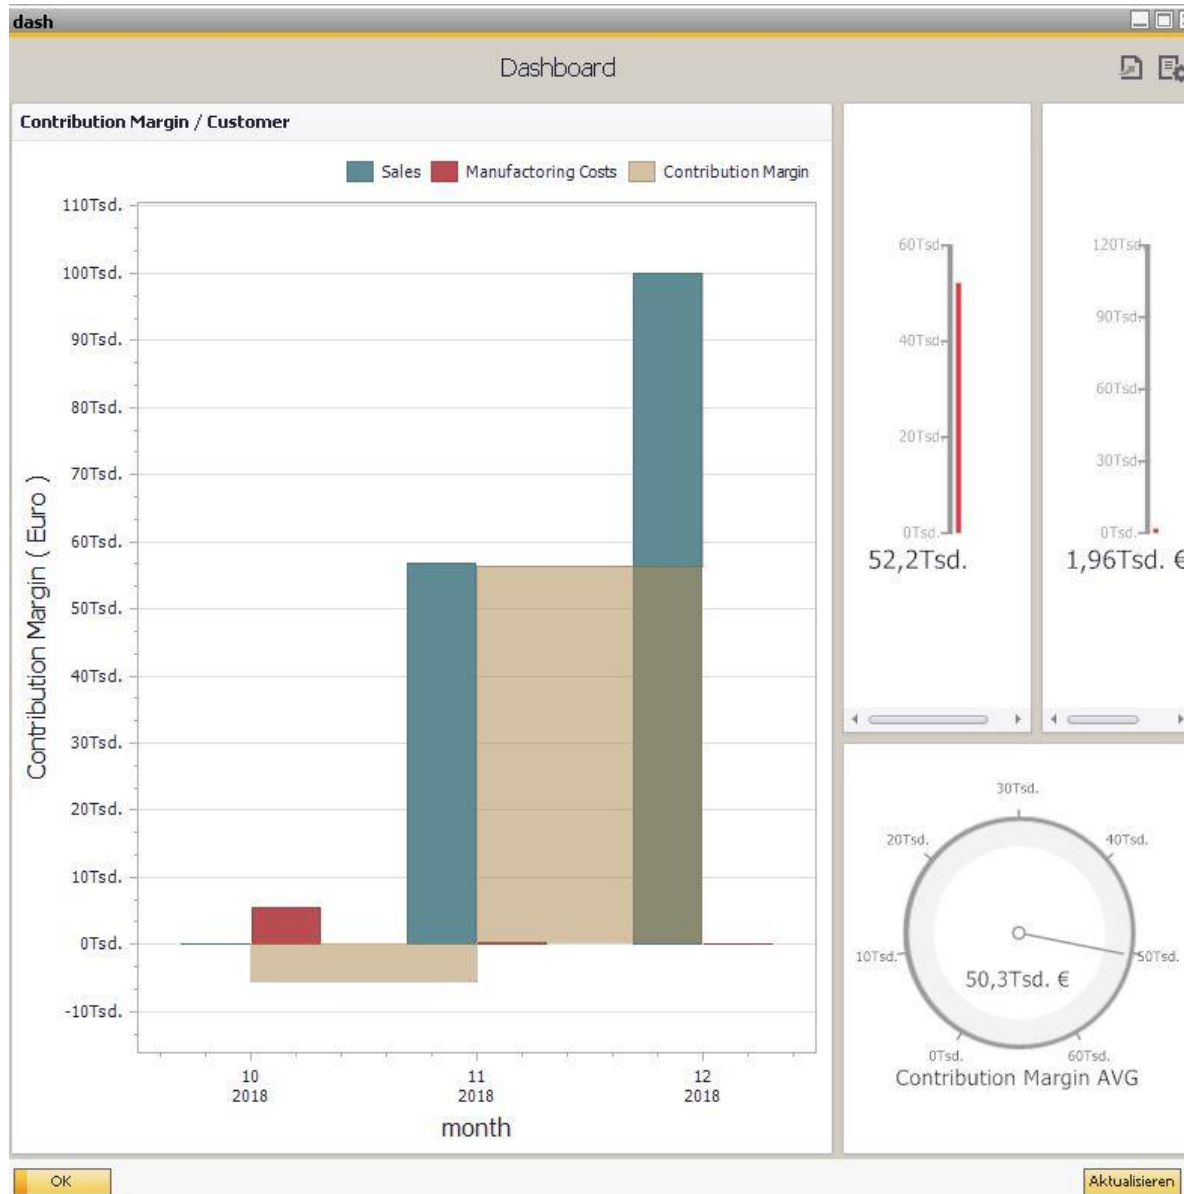 dash
Dashboard
Contribution Margin / Customer
Sales Manufactoring Costs Contribution Margin
110Tsd.
100Tsd.
90Tsd.
80Tsd.
70Tsd.
60Tsd.
50Tsd.
40Tsd.
30Tsd.
20Tsd.
10Tsd.
0Tsd.
-10Tsd.
Contribution Margin ( Euro )
10
2018
11
2018
12
2018
month
60Tsd.
40Tsd.
20Tsd.
0Tsd.
52,2Tsd.
120Tsd.
90Tsd.
60Tsd.
30Tsd.
0Tsd.
1,96Tsd. €
30Tsd.
20Tsd.
40Tsd.
10Tsd.
50Tsd.
50,3Tsd. €
0Tsd.
60Tsd.
Contribution Margin AVG
OK
Aktualisieren